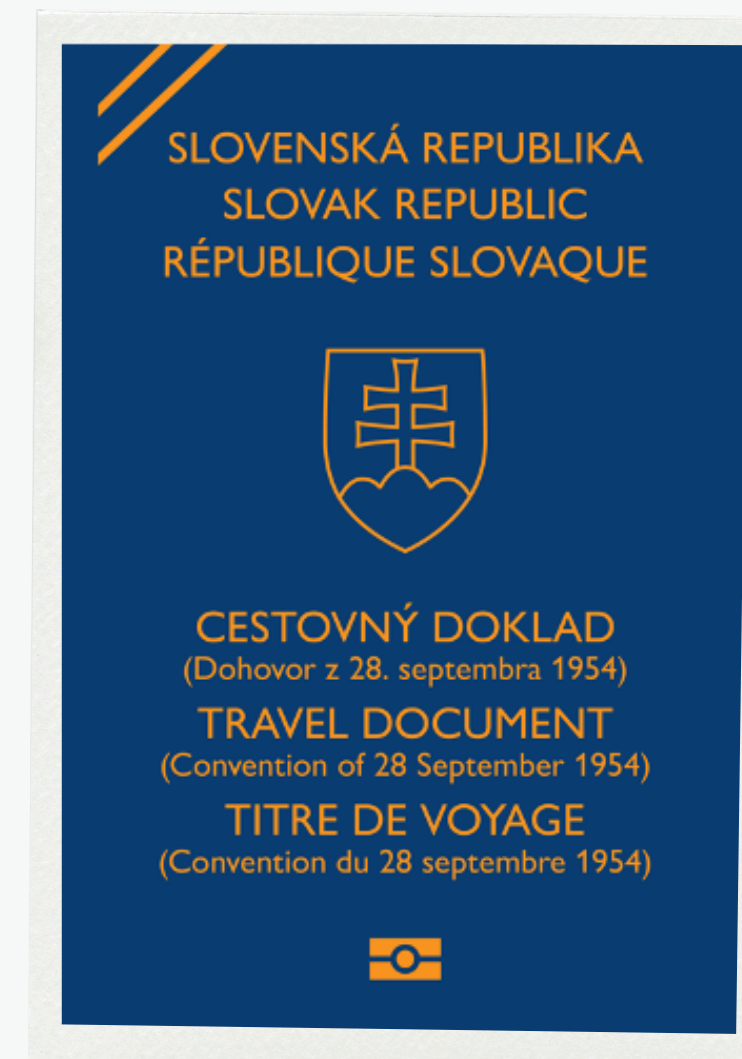 SLOVENSKÁ REPUBLIKA
SLOVAK REPUBLIC
RÉPUBLIQUE SLOVAQUE
CESTOVNÝ DOKLAD
(Dohovor z 28. septembra 1954)
TRAVEL DOCUMENT
(Convention of 28 September 1954)
TITRE DE VOYAGE
(Convention du 28 septembre 1954)